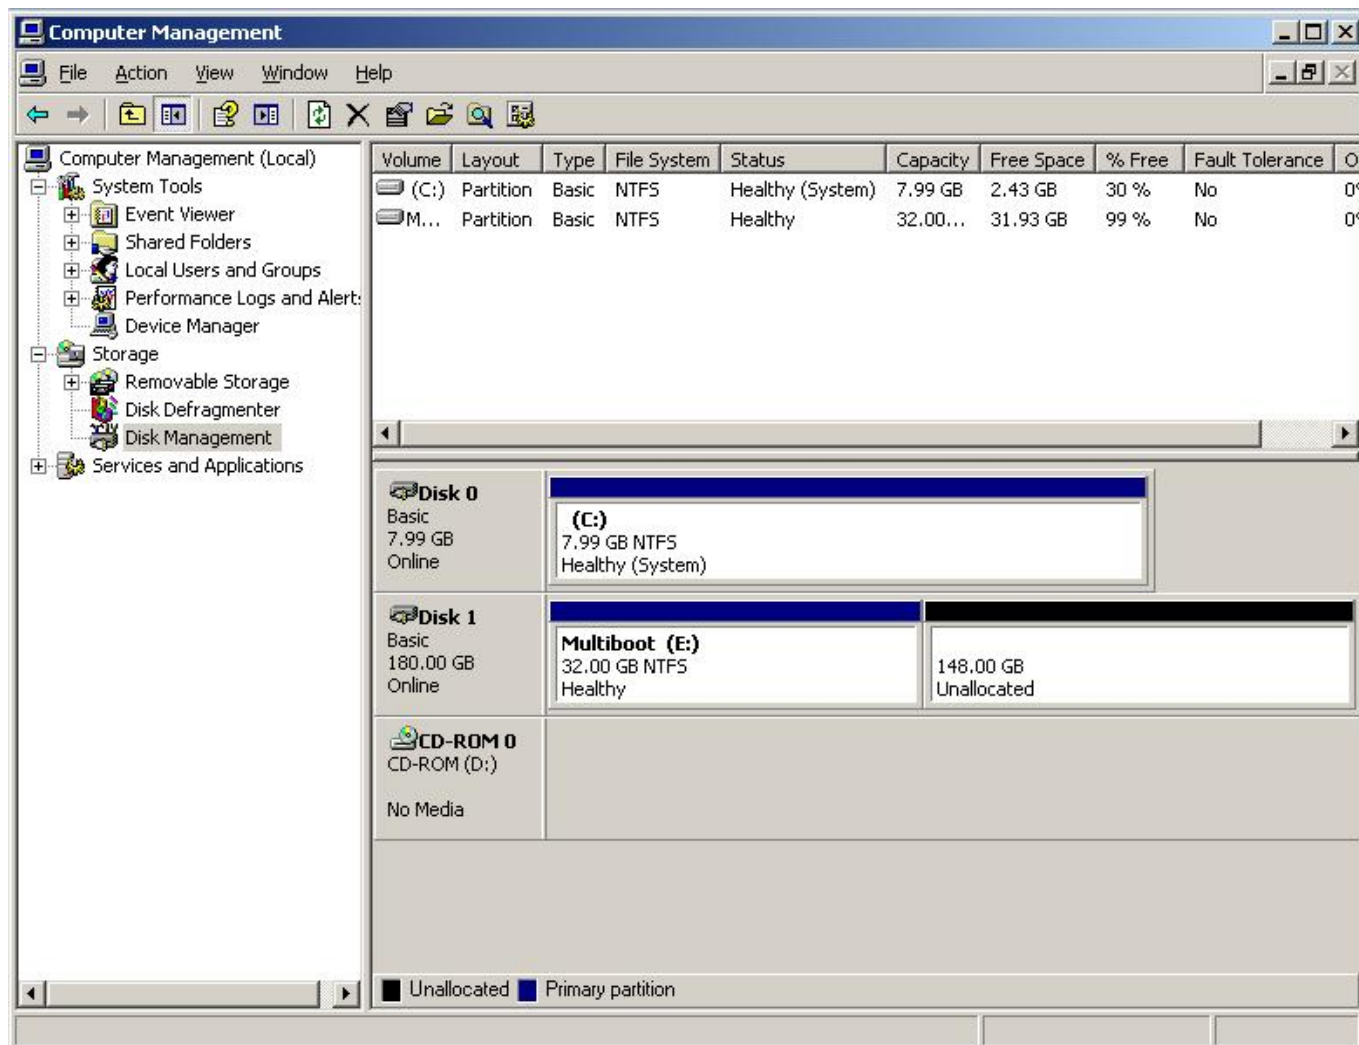 Computer Management
File Action View Window Help
Computer Management (Local)
System Tools
Event Viewer
Shared Folders
Local Users and Groups
Performance Logs and Alert
Device Manager
Storage
Removable Storage
Disk Defragmenter
Disk Management
Services and Applications
Volume Layout Type File System Status Capacity Free Space % Free Fault Tolerance O
(C:) Partition Basic NTFS Healthy (System) 7.99 GB 2.43 GB 30 % No 0
M... Partition Basic NTFS Healthy 32.00... 31.93 GB 99 % No 0
Disk 0
Basic
7.99 GB
Online
(C:)
7.99 GB NTFS
Healthy (System)
Disk 1
Basic
180.00 GB
Online
Multiboot (E:)
32.00 GB NTFS
Healthy
148.00 GB
Unallocated
CD-ROM 0
CD-ROM (D:)
No Media
Unallocated Primary partition